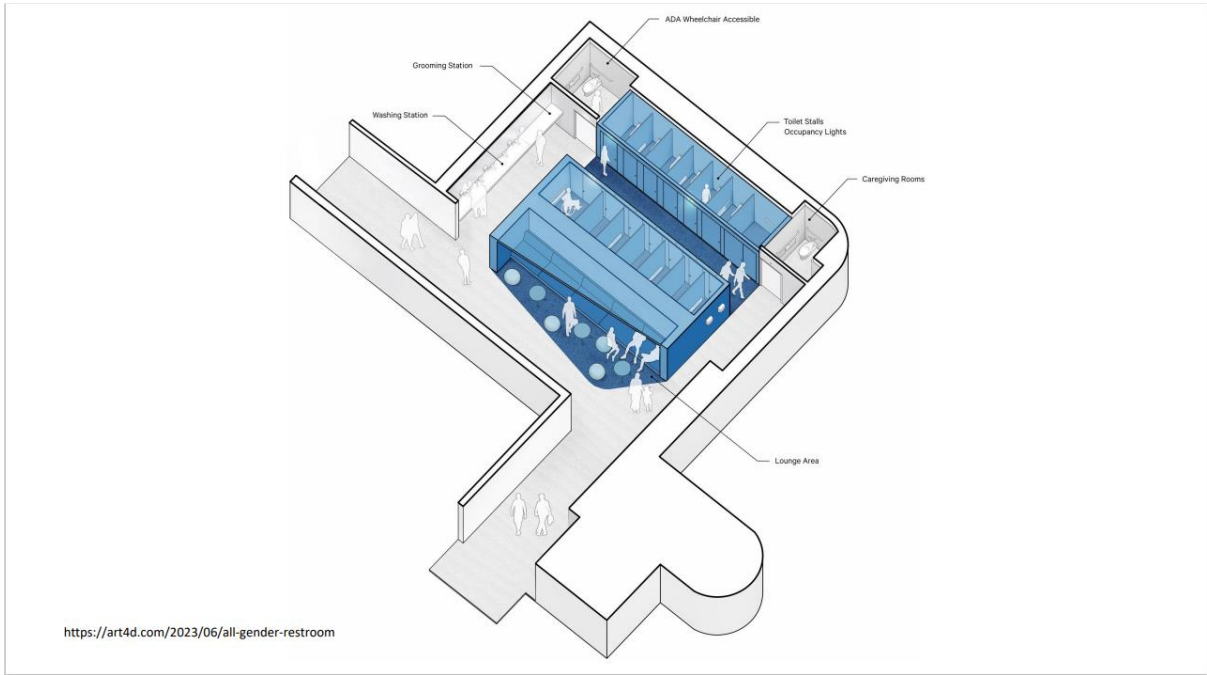 ADA Wheelchair Accessible
Grooming Station
Washing Station
Toilet Stalls
Occupancy Lights
Caregiving Rooms
Lounge Area
https://art4d.com/2023/06/all-gender-restroom